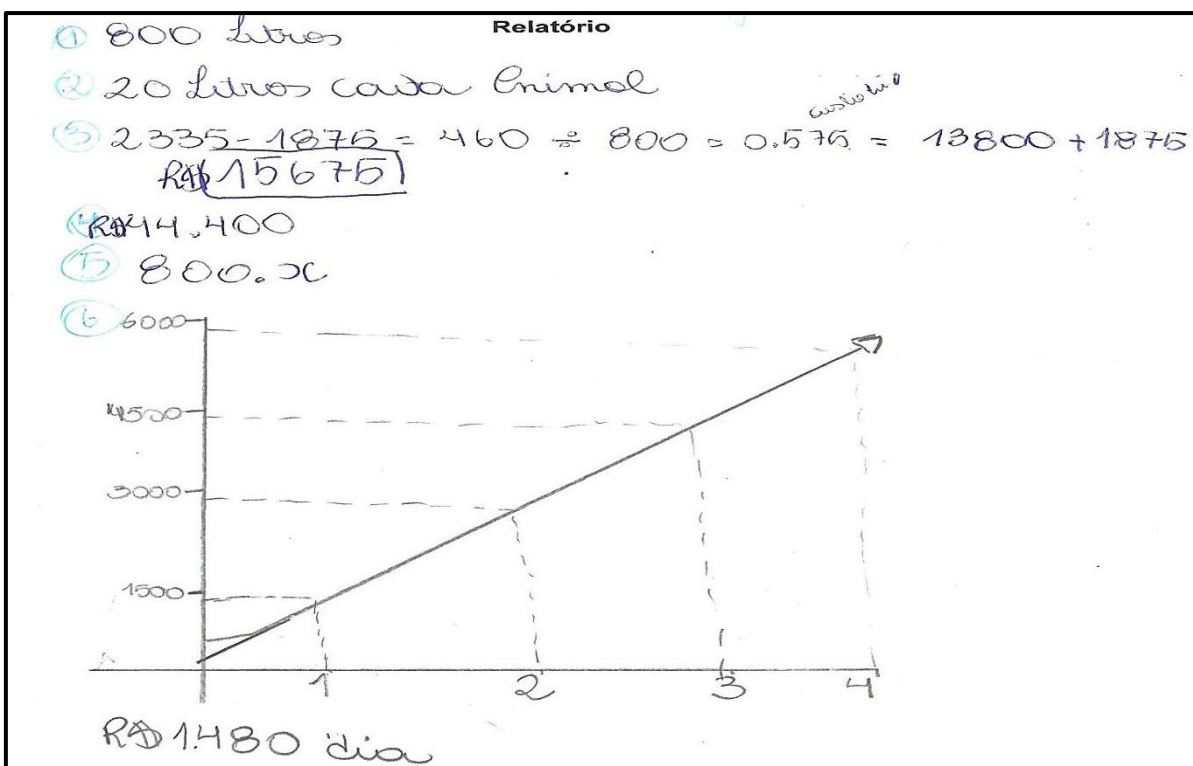 Relatório
1 800 Litros
2 20 Litros cada Animal
3 2335 - 1875 = 460 ÷ 800 = 0.575 = 13800 + 1875
R$ 15675
4 R$ 44.400
5 800.x
6 6000
4500
3000
1500
1 2 3 4
R$ 1.480 dia